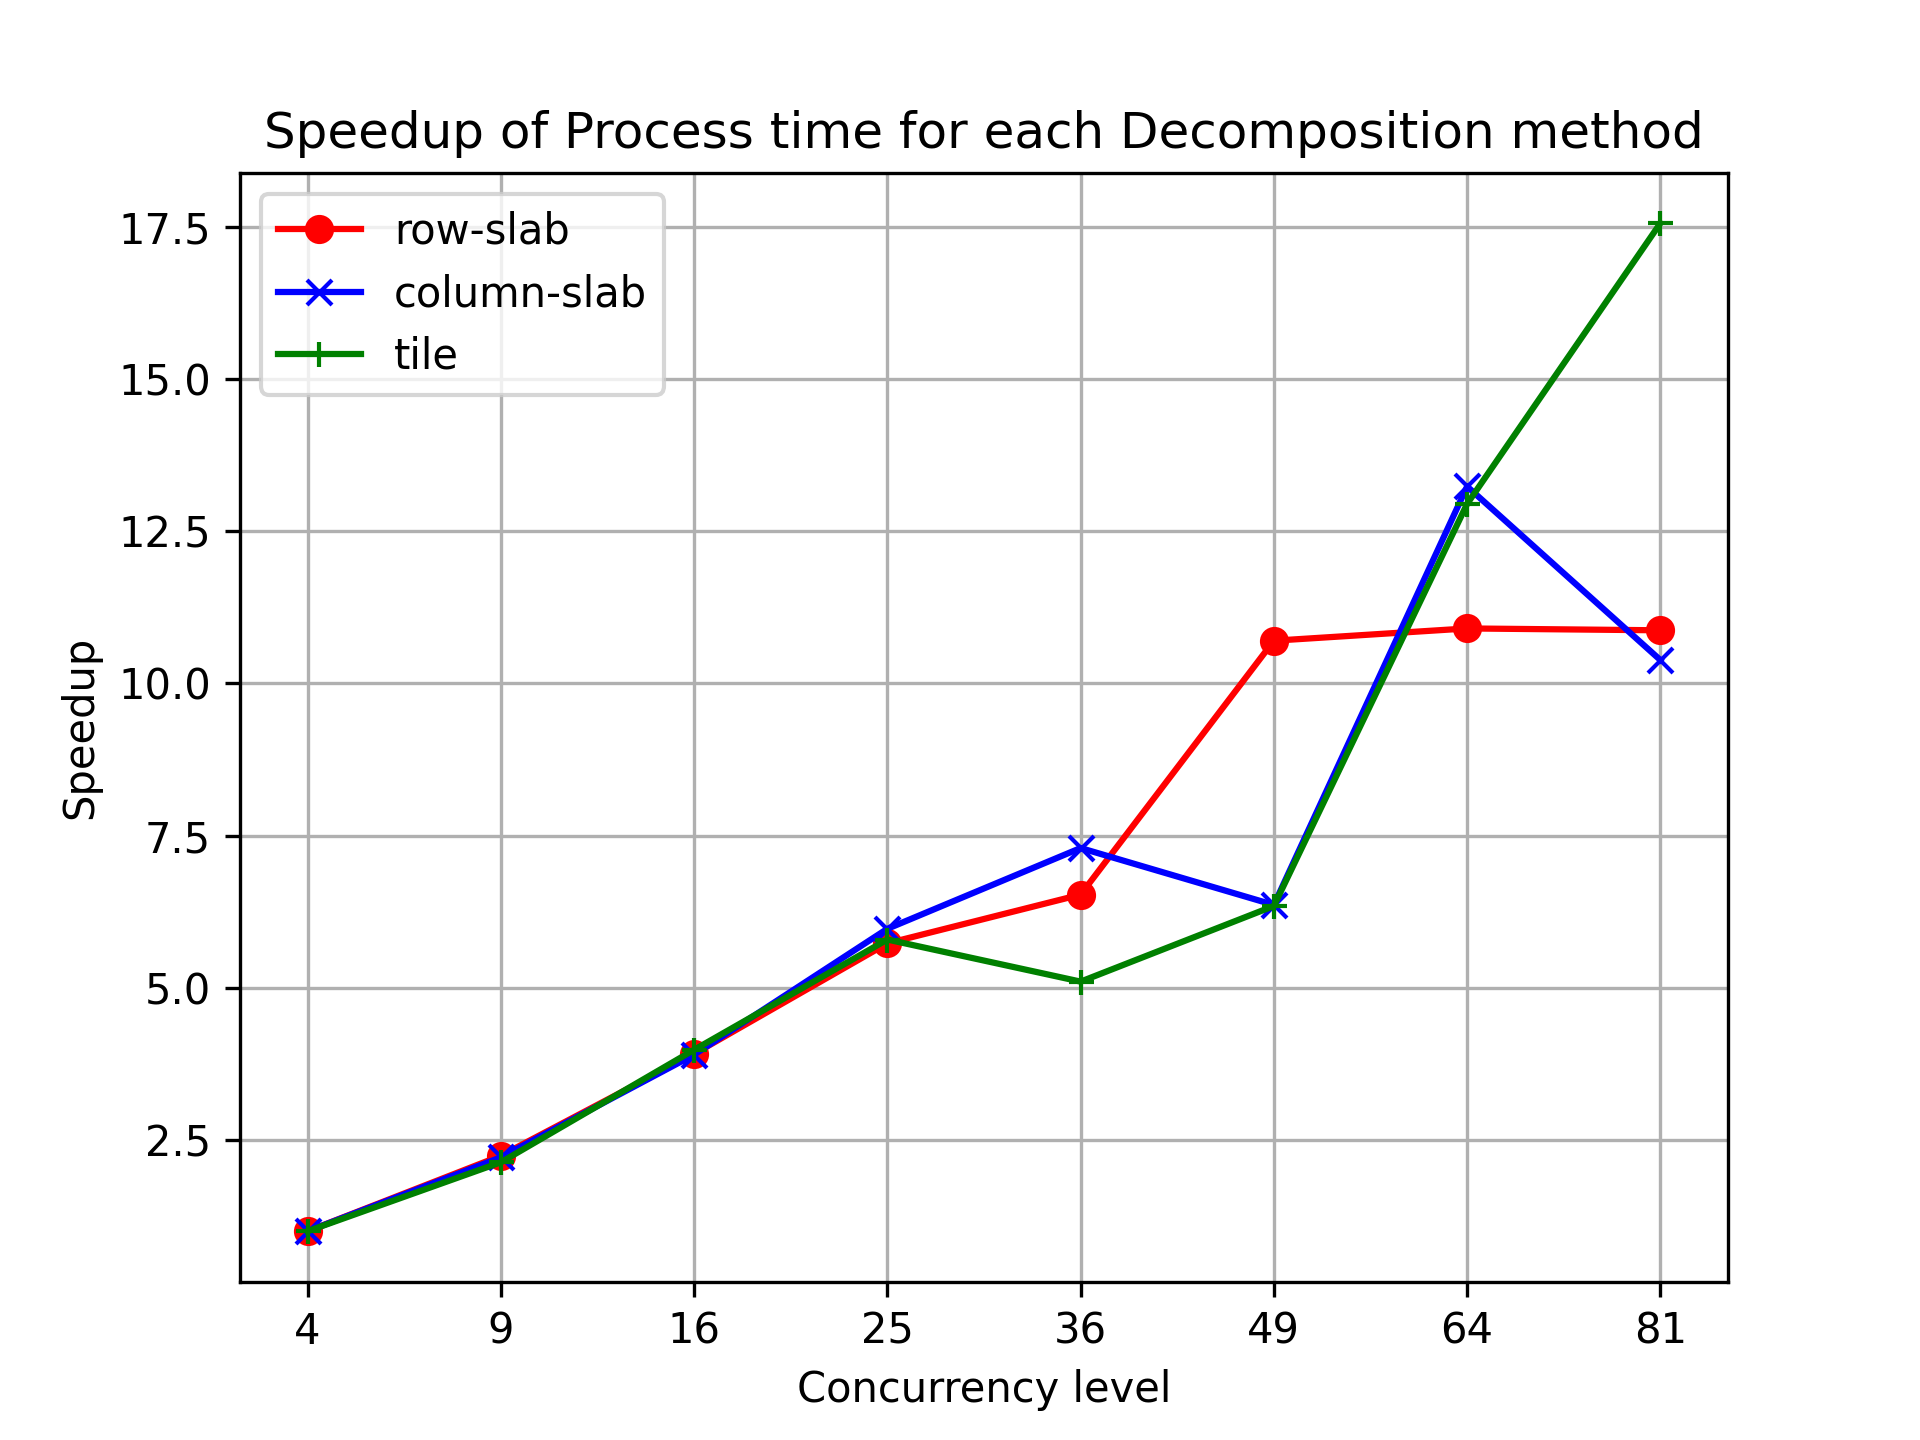 Speedup of Process time for each Decomposition method
row-slab
column-slab
tile
17.5
15.0
12.5
10.0
7.5
5.0
2.5
Speedup
4 9 16 25 36 49 64 81
Concurrency level